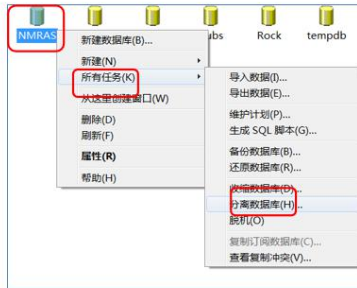 NMRAS
ubs
Rock
tempdb
新建数据库(B)...
新建(N)
所有任务(K)
从这里创建窗口(W)
删除(D)
刷新(F)
属性(R)
帮助(H)
导入数据(I)...
导出数据(E)...
维护计划(P)...
生成 SQL 脚本(G)...
备份数据库(B)...
还原数据库(R)...
收缩数据库(D)...
分离数据库(H)...
脱机(O)
复制订阅数据库(C)...
查看复制冲突(V)...